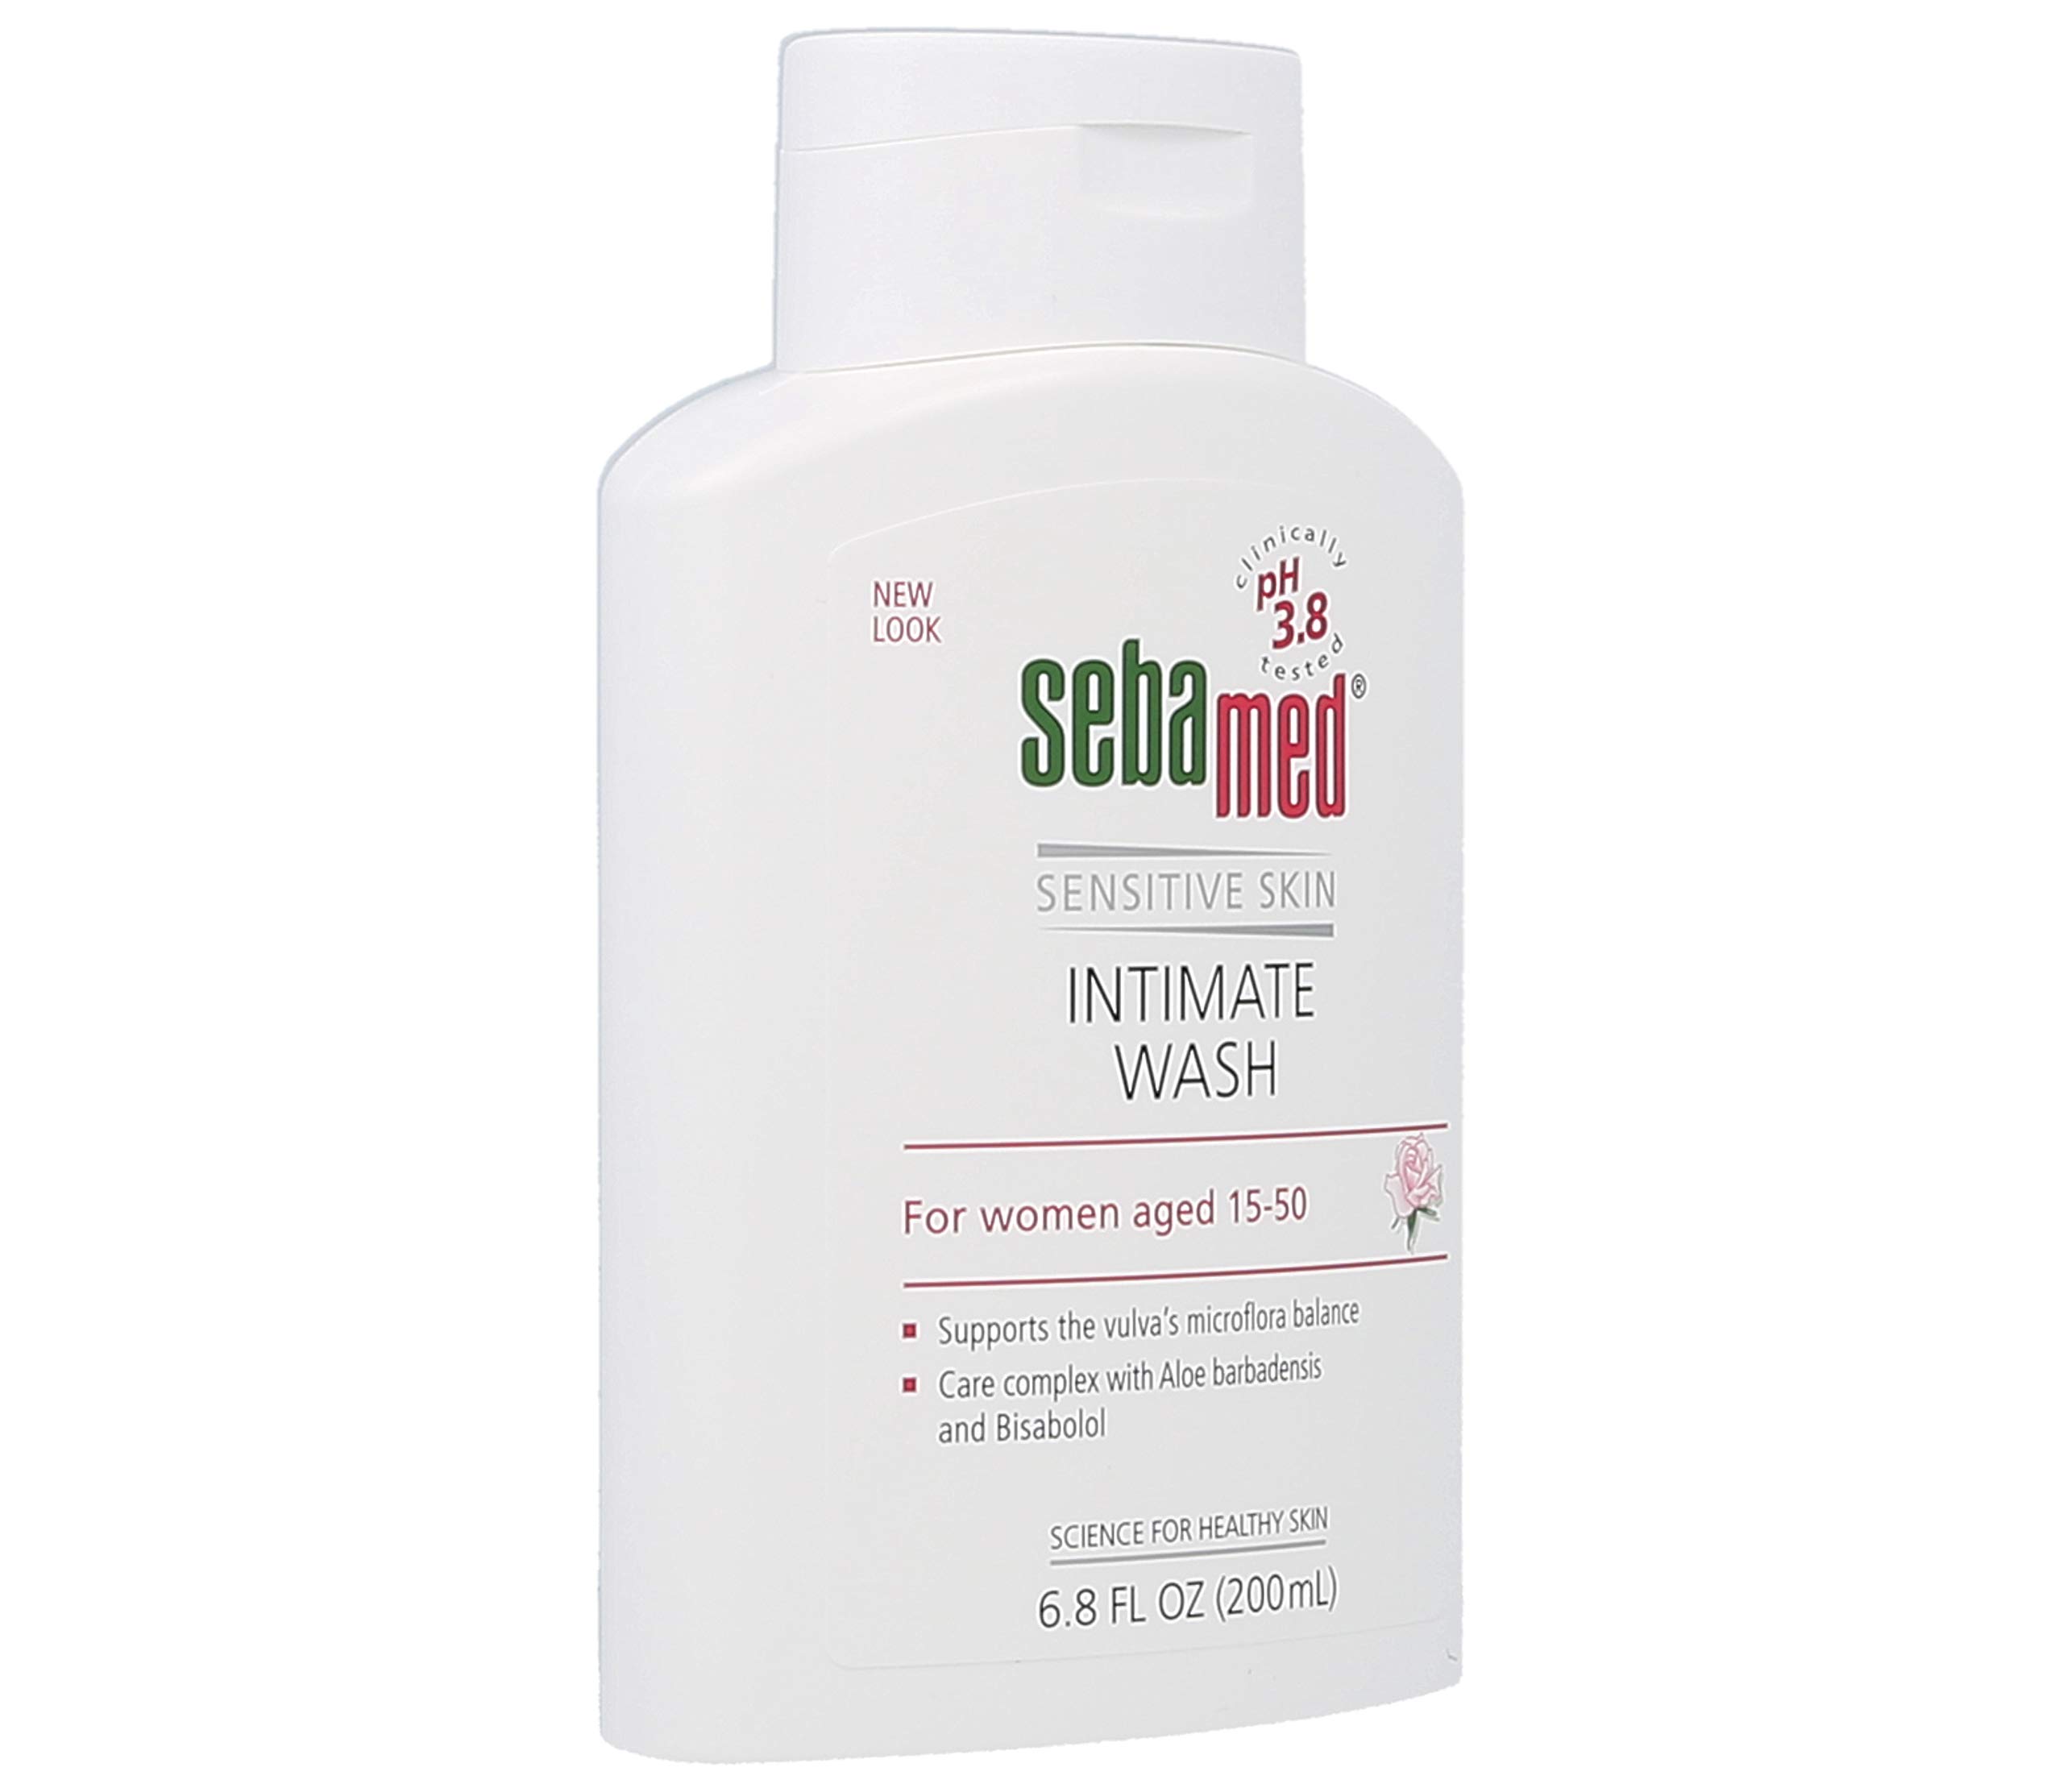 NEW
LOOK
clinically
pH
3.8
tested
sebamed®
SENSITIVE SKIN
INTIMATE
WASH
For women aged 15-50
Supports the vulva's microflora balance
Care complex with Aloe barbadensis
and Bisabolol
SCIENCE FOR HEALTHY SKIN
6.8 FL OZ (200mL)